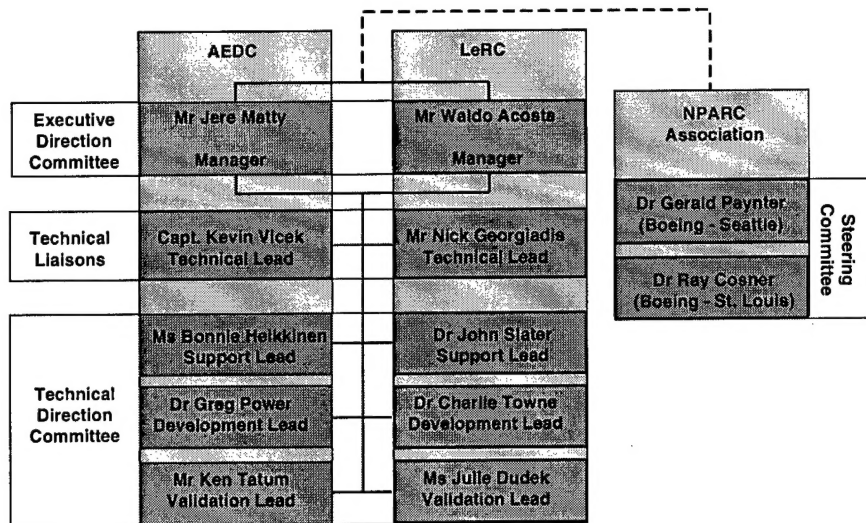 AEDC
LeRC
NPARC
Association
Executive
Direction
Committee
Mr Jere Matty
Manager
Mr Waldo Acosta
Manager
Technical
Liaisons
Capt. Kevin Vlcek
Technical Lead
Mr Nick Georgiadis
Technical Lead
Dr Gerald Paynter
(Boeing - Seattle)
Dr Ray Cosner
(Boeing - St. Louis)
Steering
Committee
Technical
Direction
Committee
Ms Bonnie Heikkinen
Support Lead
Dr John Slater
Support Lead
Dr Greg Power
Development Lead
Dr Charlie Towne
Development Lead
Mr Ken Tatum
Validation Lead
Ms Julie Dudek
Validation Lead